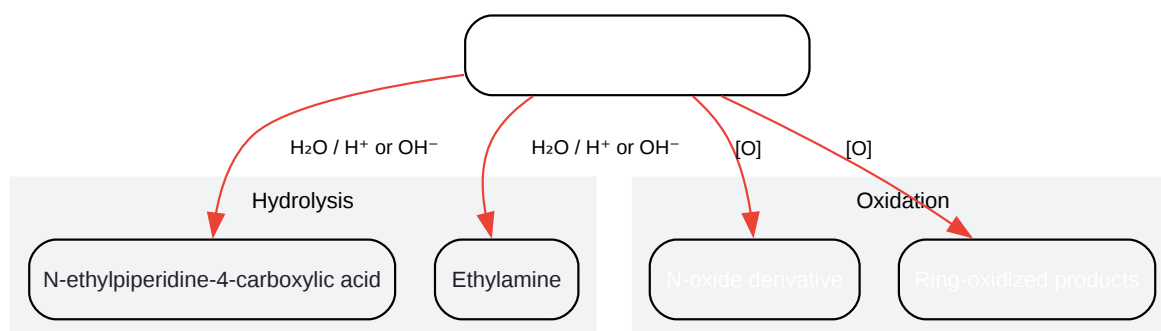 H₂O / H⁺ or OH⁻
H₂O / H⁺ or OH⁻
[O]
[O]
Hydrolysis
Oxidation
N-ethylpiperidine-4-carboxylic acid
Ethylamine
N-oxide derivative
Ring-oxidized products